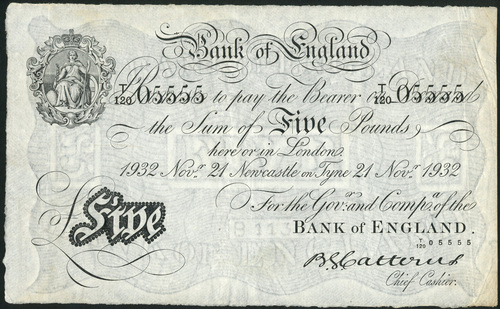 Bank of England
I Promise to pay the Bearer on Demand
T/120 05555 T/120 05555
the Sum of Five Pounds
here or in London
1932 Novr. 21 Newcastle on Tyne 21 Novr. 1932
For the Govr. and Compa. of the
BANK OF ENGLAND.
T/120 05555
£Five
B.G. Catterns
Chief Cashier.